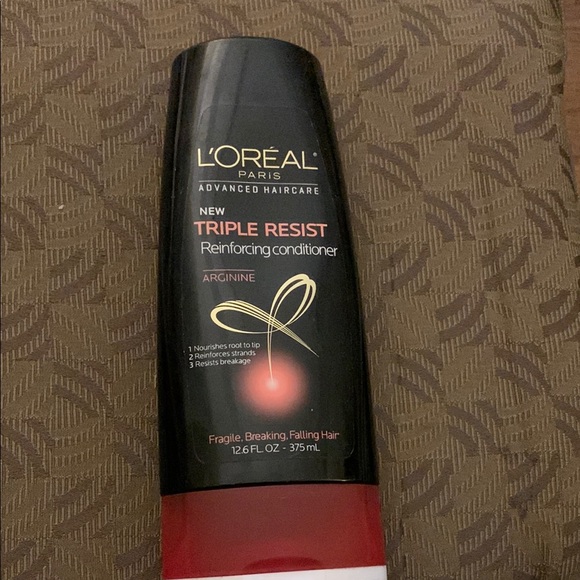 L'ORÉAL®
PARIS
ADVANCED HAIRCARE
NEW
TRIPLE RESIST
Reinforcing conditioner
ARGININE
1 Nourishes root to tip
2 Reinforces strands
3 Resists breakage
Fragile, Breaking, Falling Hair*
12.6 FL. OZ - 375 mL